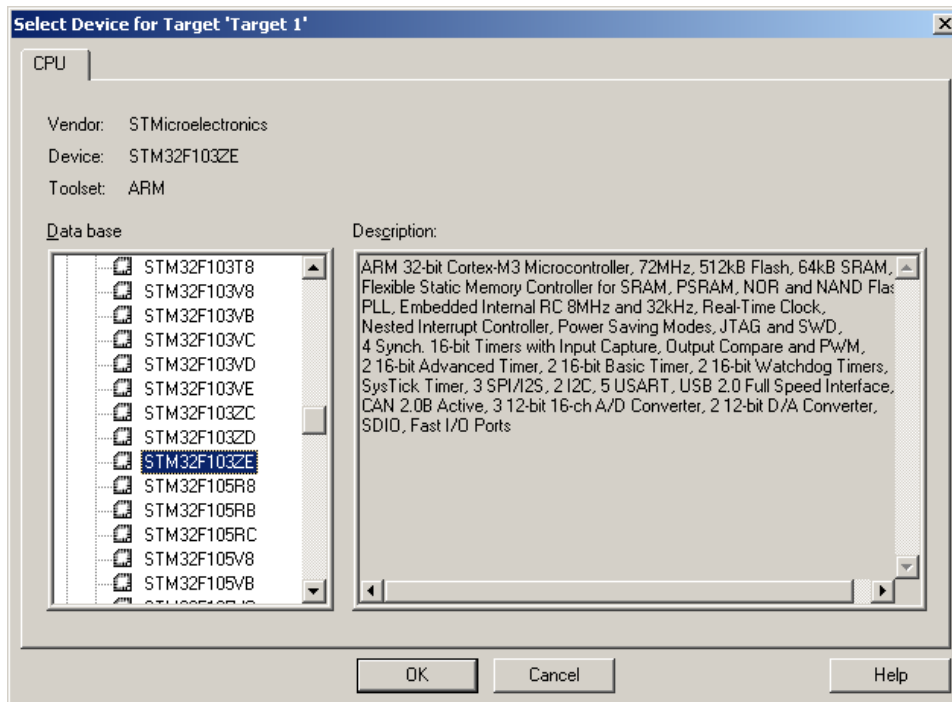 Select Device for Target 'Target 1'
CPU
Vendor: STMicroelectronics
Device: STM32F103ZE
Toolset: ARM
Data base
STM32F103T8
STM32F103V8
STM32F103VB
STM32F103VC
STM32F103VD
STM32F103VE
STM32F103ZC
STM32F103ZD
STM32F103ZE
STM32F105R8
STM32F105RB
STM32F105RC
STM32F105V8
STM32F105VB
Description:
ARM 32-bit Cortex-M3 Microcontroller, 72MHz, 512kB Flash, 64kB SRAM,
Flexible Static Memory Controller for SRAM, PSRAM, NOR and NAND Flas
PLL, Embedded Internal RC 8MHz and 32kHz, Real-Time Clock,
Nested Interrupt Controller, Power Saving Modes, JTAG and SWD,
4 Synch. 16-bit Timers with Input Capture, Output Compare and PWM,
2 16-bit Advanced Timer, 2 16-bit Basic Timer, 2 16-bit Watchdog Timers,
SysTick Timer, 3 SPI/I2S, 2 I2C, 5 USART, USB 2.0 Full Speed Interface,
CAN 2.0B Active, 3 12-bit 16-ch A/D Converter, 2 12-bit D/A Converter,
SDIO, Fast I/O Ports
OK
Cancel
Help